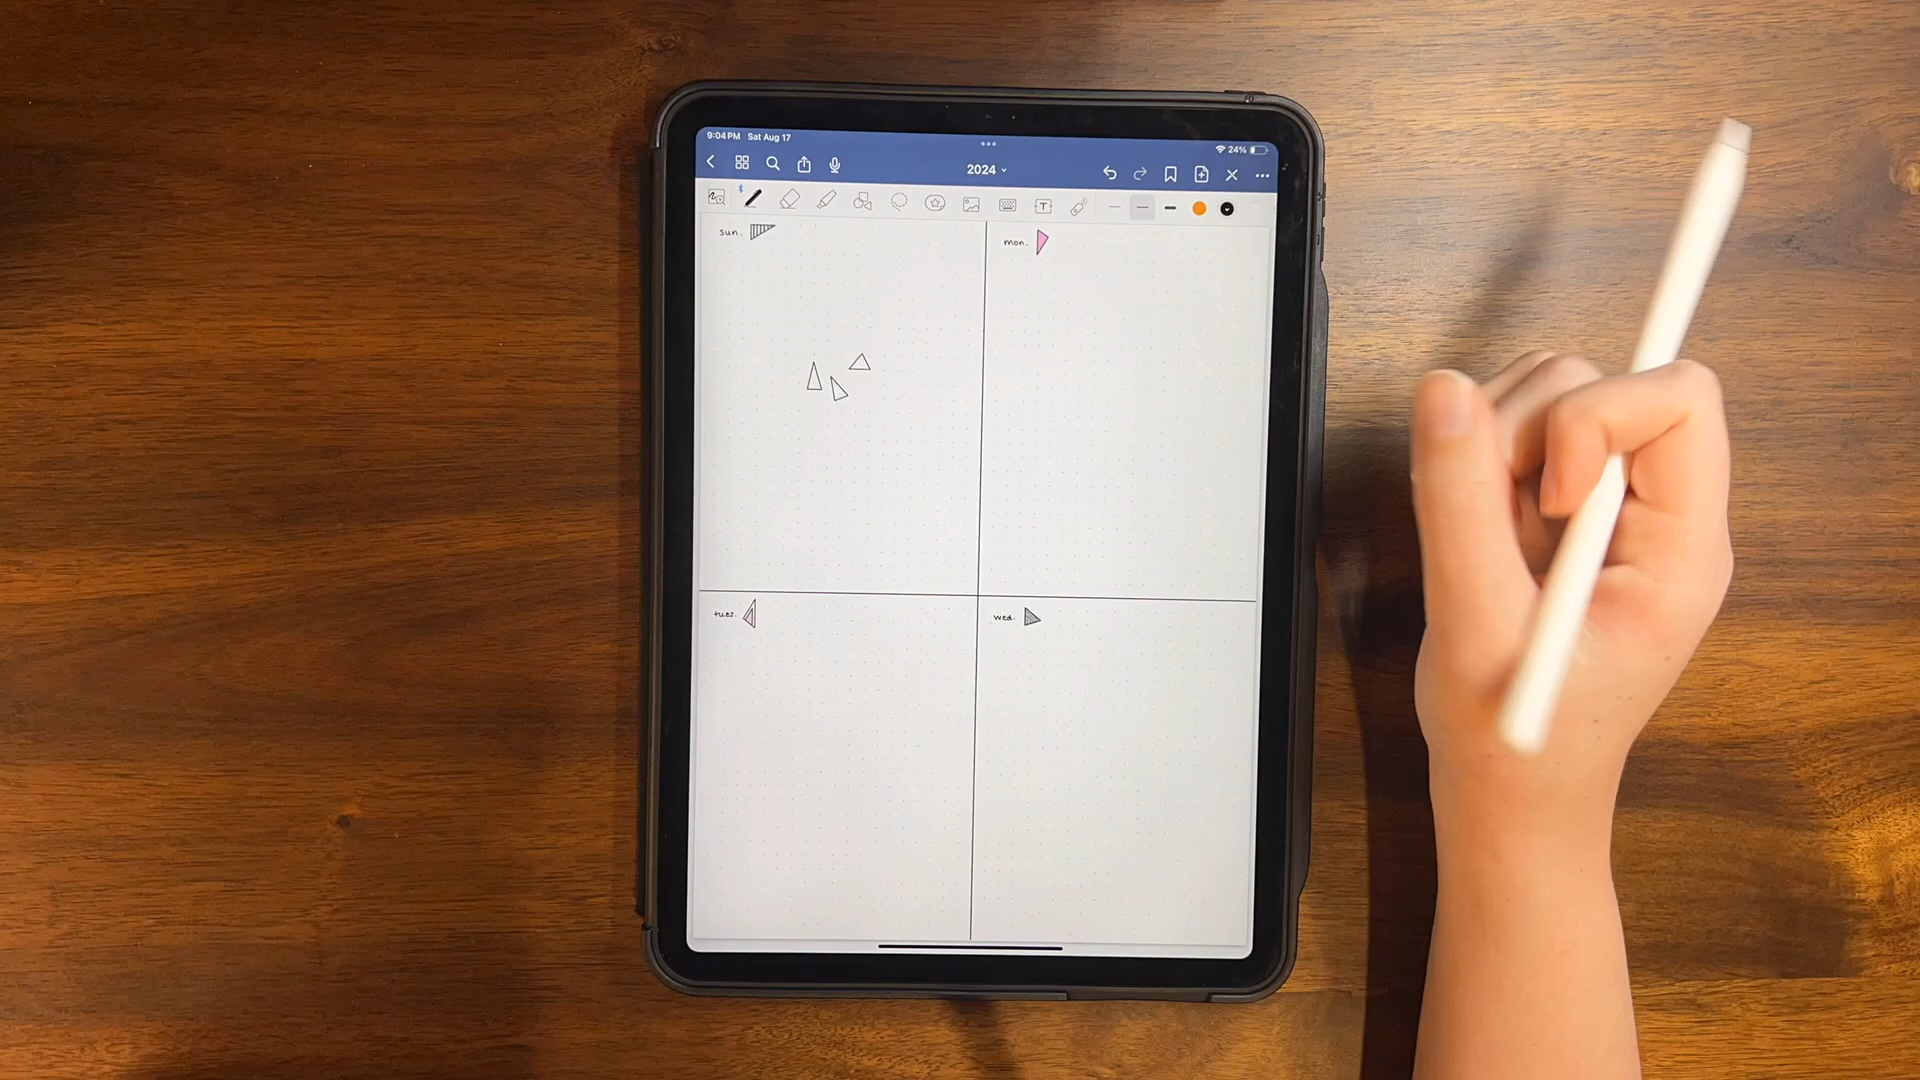 9:04 PM Sat Aug 17
24%
2024
T
sun.
mon.
tues.
wed.